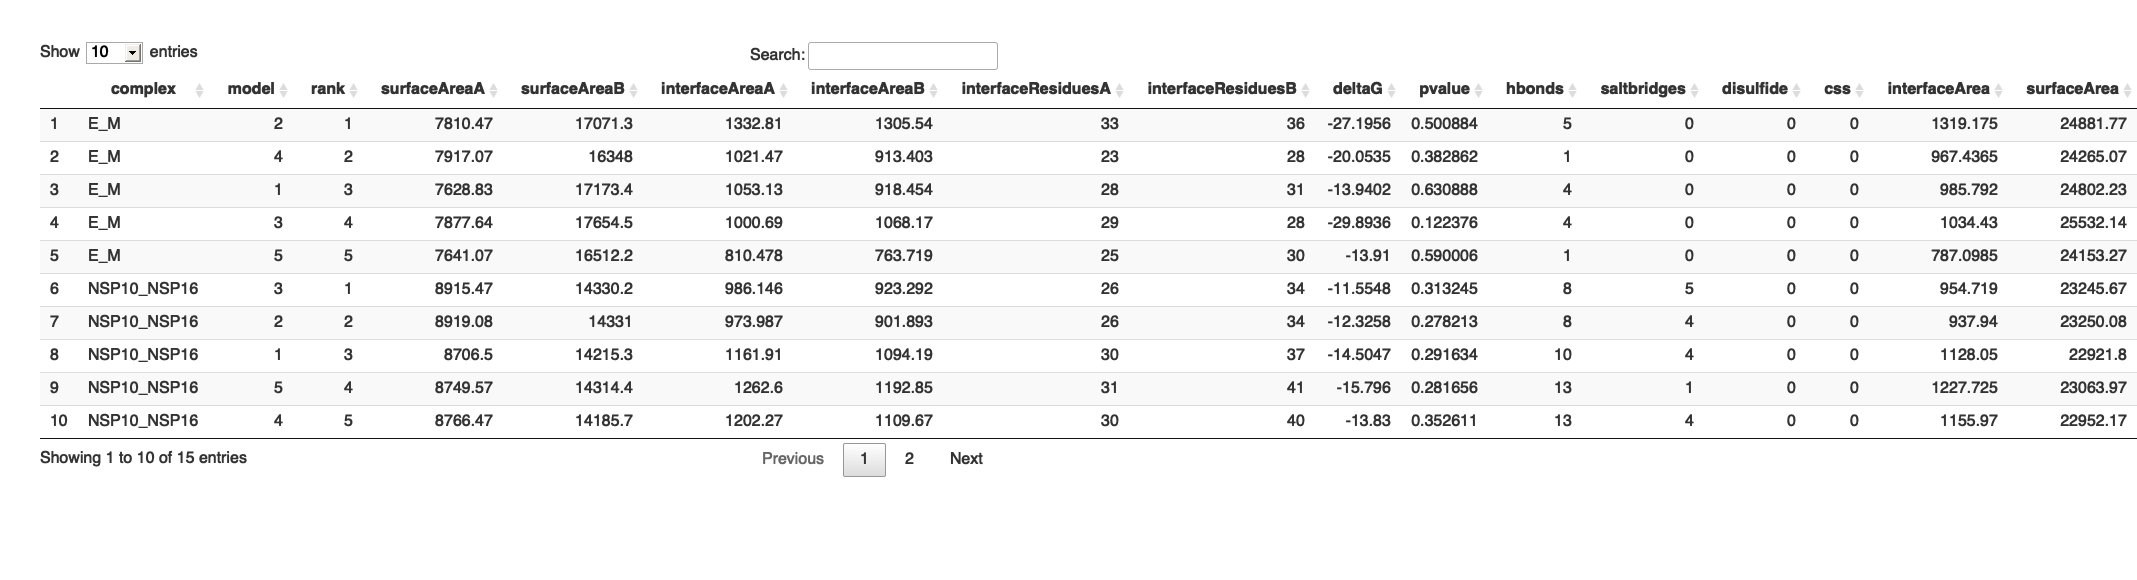 Show 10 entries Search:
complex model rank surfaceAreaA surfaceAreaB interfaceAreaA interfaceAreaB interfaceResiduesA interfaceResiduesB deltaG pvalue hbonds saltbridges disulfide css interfaceArea surfaceArea
1 E_M 2 1 7810.47 17071.3 1332.81 1305.54 33 36 -27.1956 0.500884 5 0 0 0 1319.175 24881.77
2 E_M 4 2 7917.07 16348 1021.47 913.403 23 28 -20.0535 0.382862 1 0 0 0 967.4365 24265.07
3 E_M 1 3 7628.83 17173.4 1053.13 918.454 28 31 -13.9402 0.630888 4 0 0 0 985.792 24802.23
4 E_M 3 4 7877.64 17654.5 1000.69 1068.17 29 28 -29.8936 0.122376 4 0 0 0 1034.43 25532.14
5 E_M 5 5 7641.07 16512.2 810.478 763.719 25 30 -13.91 0.590006 1 0 0 0 787.0985 24153.27
6 NSP10_NSP16 3 1 8915.47 14330.2 986.146 923.292 26 34 -11.5548 0.313245 8 5 0 0 954.719 23245.67
7 NSP10_NSP16 2 2 8919.08 14331 973.987 901.893 26 34 -12.3258 0.278213 8 4 0 0 937.94 23250.08
8 NSP10_NSP16 1 3 8706.5 14215.3 1161.91 1094.19 30 37 -14.5047 0.291634 10 4 0 0 1128.05 22921.8
9 NSP10_NSP16 5 4 8749.57 14314.4 1262.6 1192.85 31 41 -15.796 0.281656 13 1 0 0 1227.725 23063.97
10 NSP10_NSP16 4 5 8766.47 14185.7 1202.27 1109.67 30 40 -13.83 0.352611 13 4 0 0 1155.97 22952.17
Showing 1 to 10 of 15 entries Previous 1 2 Next